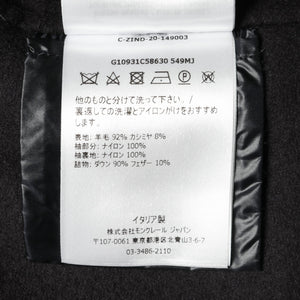 C-ZIND-20-149003
G10931C58630 549MJ
他のものと分けて洗って下さい。/
裏返しての洗濯とアイロンがけをおすすめ
します。
表地: 羊毛 92% カシミヤ 8%
袖部分: ナイロン 100%
袖裏地: ナイロン 100%
詰物: ダウン 90% フェザー 10%
イタリア製
株式会社モンクレール ジャパン
〒107-0061 東京都港区北青山3-6-7
03-3486-2110